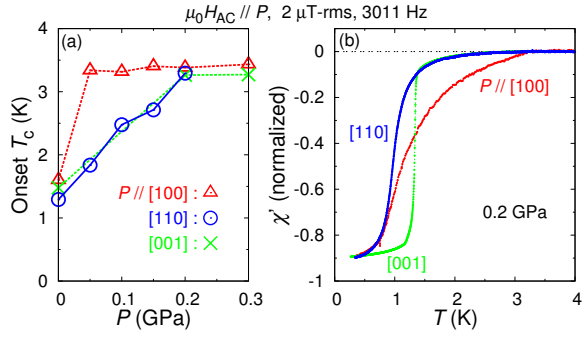 μ₀H_AC // P, 2 μT-rms, 3011 Hz
(a)
Onset T_c (K)
4
3
2
1
0
P // [100] :
[110] :
[001] :
0
0.1
0.2
0.3
P (GPa)
(b)
χ' (normalized)
0
-0.2
-0.4
-0.6
-0.8
-1
P // [100]
[110]
0.2 GPa
[001]
0
1
2
3
4
T (K)